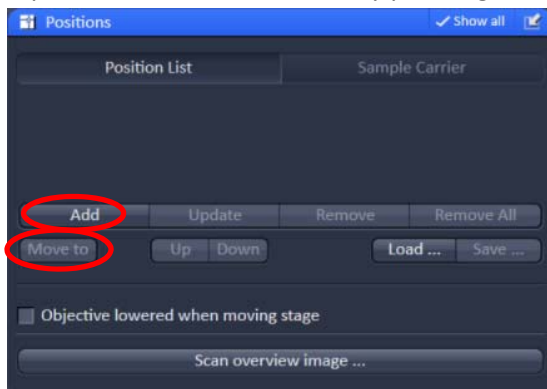 Positions Show all
Position List Sample Carrier
Add Update Remove Remove All
Move to Up Down Load ... Save ...
Objective lowered when moving stage
Scan overview image ...